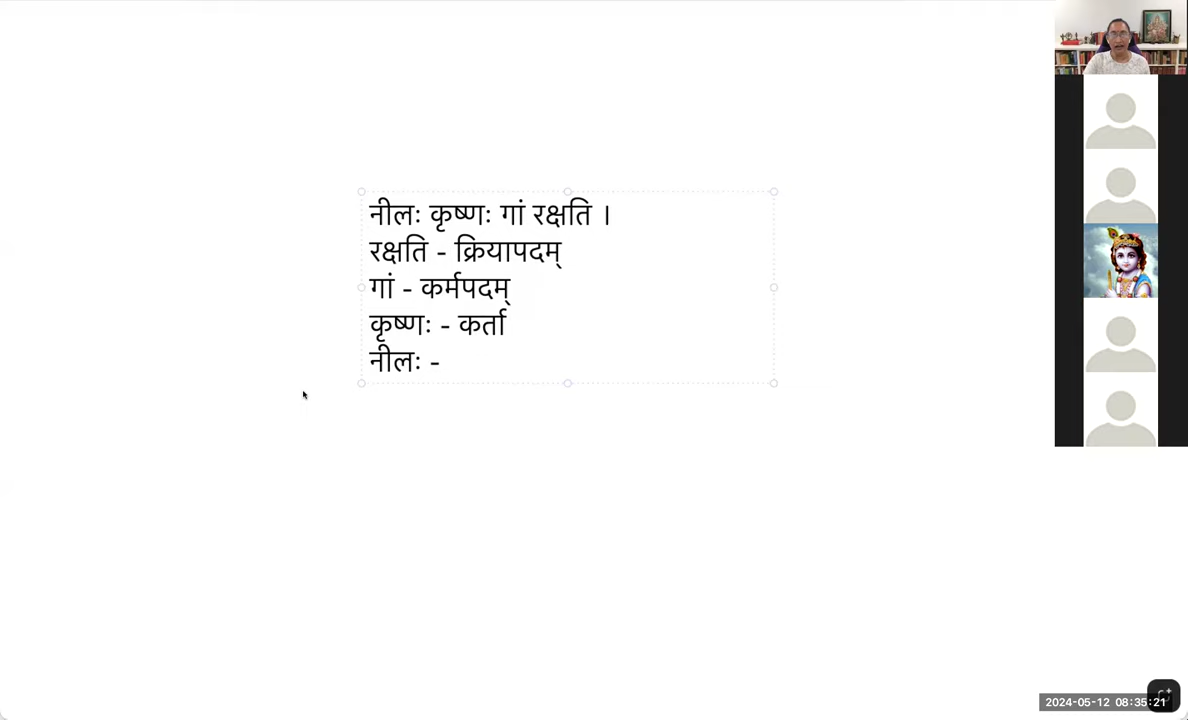 नीलः कृष्णः गां रक्षति ।
रक्षति - क्रियापदम्
गां - कर्मपदम्
कृष्णः - कर्ता
नीलः -
2024-05-12 08:35:21